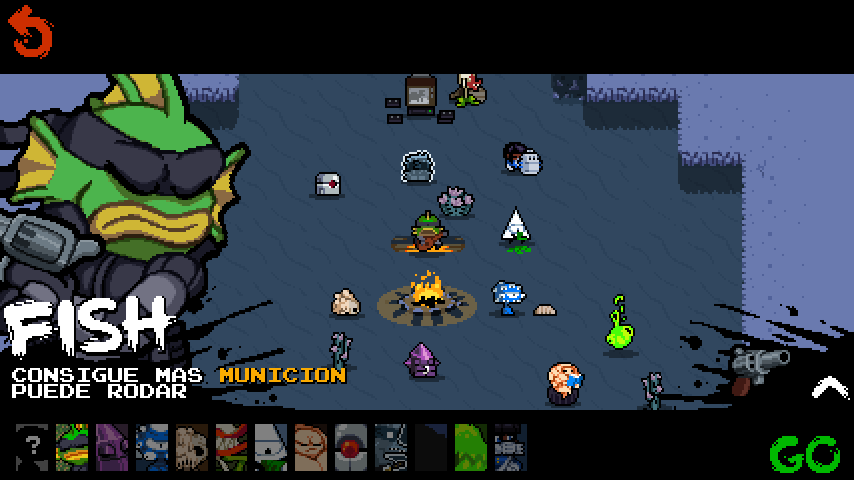 FISH
CONSIGUE MAS MUNICION
PUEDE RODAR
?
GO